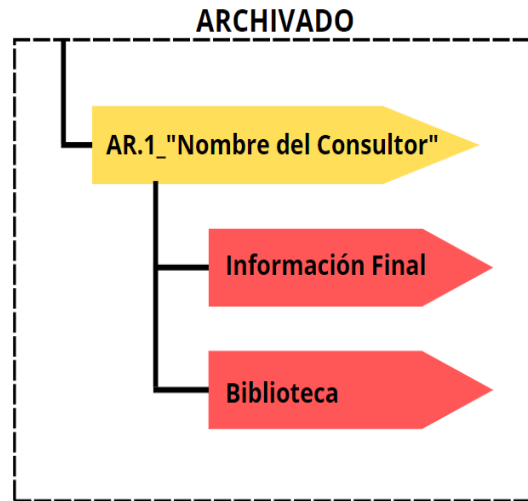 ARCHIVADO
AR.1_"Nombre del Consultor"
Información Final
Biblioteca